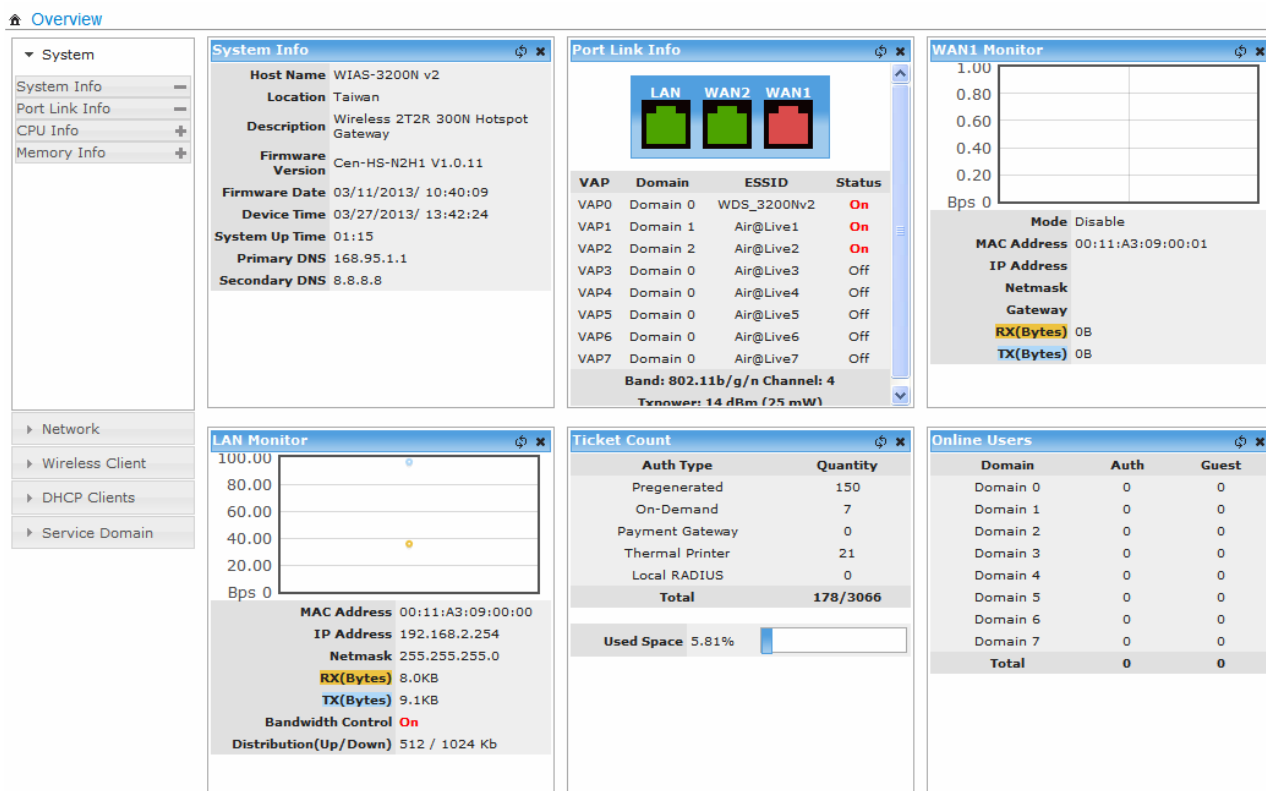 Overview
System
System Info
Port Link Info
CPU Info
Memory Info
Network
Wireless Client
DHCP Clients
Service Domain
System Info
Host Name WIAS-3200N v2
Location Taiwan
Description Wireless 2T2R 300N Hotspot
Gateway
Firmware
Version Cen-HS-N2H1 V1.0.11
Firmware Date 03/11/2013/ 10:40:09
Device Time 03/27/2013/ 13:42:24
System Up Time 01:15
Primary DNS 168.95.1.1
Secondary DNS 8.8.8.8
Port Link Info
LAN WAN2 WAN1
VAP Domain ESSID Status
VAP0 Domain 0 WDS_3200Nv2 On
VAP1 Domain 1 Air@Live1 On
VAP2 Domain 2 Air@Live2 On
VAP3 Domain 0 Air@Live3 Off
VAP4 Domain 0 Air@Live4 Off
VAP5 Domain 0 Air@Live5 Off
VAP6 Domain 0 Air@Live6 Off
VAP7 Domain 0 Air@Live7 Off
Band: 802.11b/g/n Channel: 4
Txpower: 14 dBm (25 mW)
WAN1 Monitor
1.00
0.80
0.60
0.40
0.20
Bps 0
Mode Disable
MAC Address 00:11:A3:09:00:01
IP Address
Netmask
Gateway
RX(Bytes) 0B
TX(Bytes) 0B
LAN Monitor
100.00
80.00
60.00
40.00
20.00
Bps 0
MAC Address 00:11:A3:09:00:00
IP Address 192.168.2.254
Netmask 255.255.255.0
RX(Bytes) 8.0KB
TX(Bytes) 9.1KB
Bandwidth Control On
Distribution(Up/Down) 512 / 1024 Kb
Ticket Count
Auth Type Quantity
Pregenerated 150
On-Demand 7
Payment Gateway 0
Thermal Printer 21
Local RADIUS 0
Total 178/3066
Used Space 5.81%
Online Users
Domain Auth Guest
Domain 0 0 0
Domain 1 0 0
Domain 2 0 0
Domain 3 0 0
Domain 4 0 0
Domain 5 0 0
Domain 6 0 0
Domain 7 0 0
Total 0 0